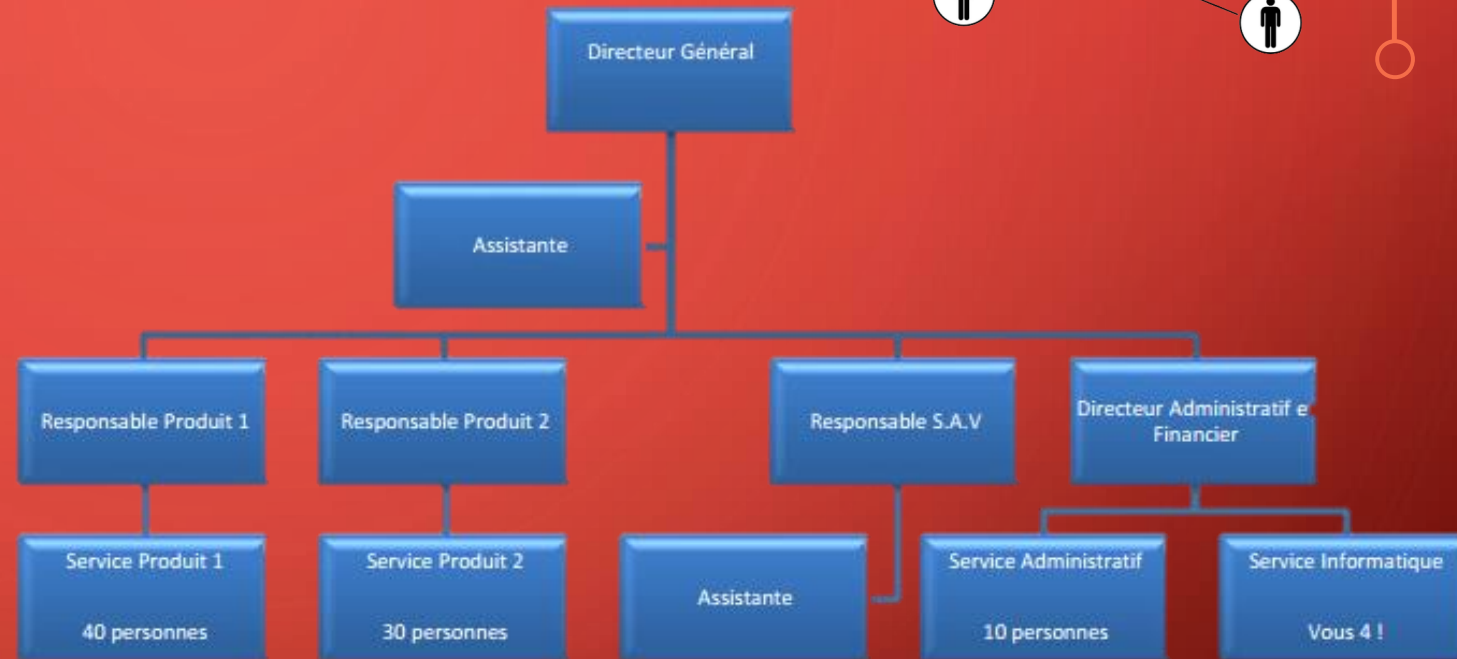 Directeur Général
Assistante
Responsable Produit 1
Responsable Produit 2
Responsable S.A.V
Directeur Administratif e
Financier
Service Produit 1
40 personnes
Service Produit 2
30 personnes
Assistante
Service Administratif
10 personnes
Service Informatique
Vous 4 !